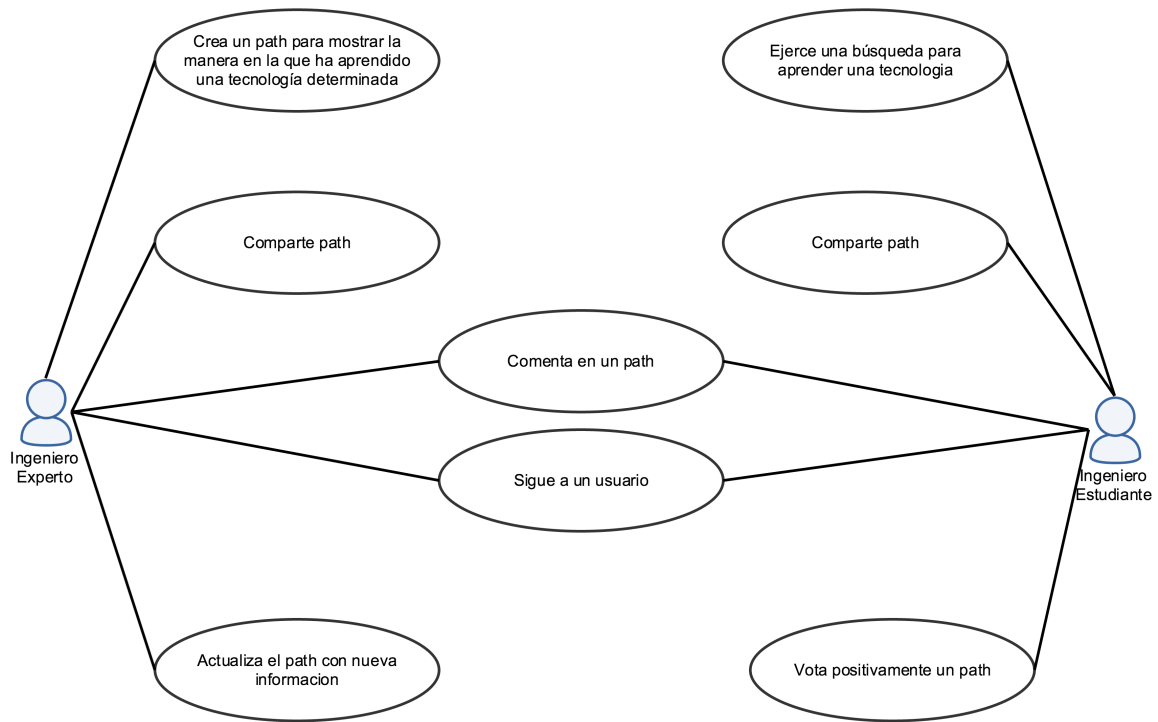 Crea un path para mostrar la
manera en la que ha aprendido
una tecnología determinada
Ejerce una búsqueda para
aprender una tecnologia
Comparte path
Comparte path
Comenta en un path
Ingeniero
Experto
Sigue a un usuario
Ingeniero
Estudiante
Actualiza el path con nueva
informacion
Vota positivamente un path